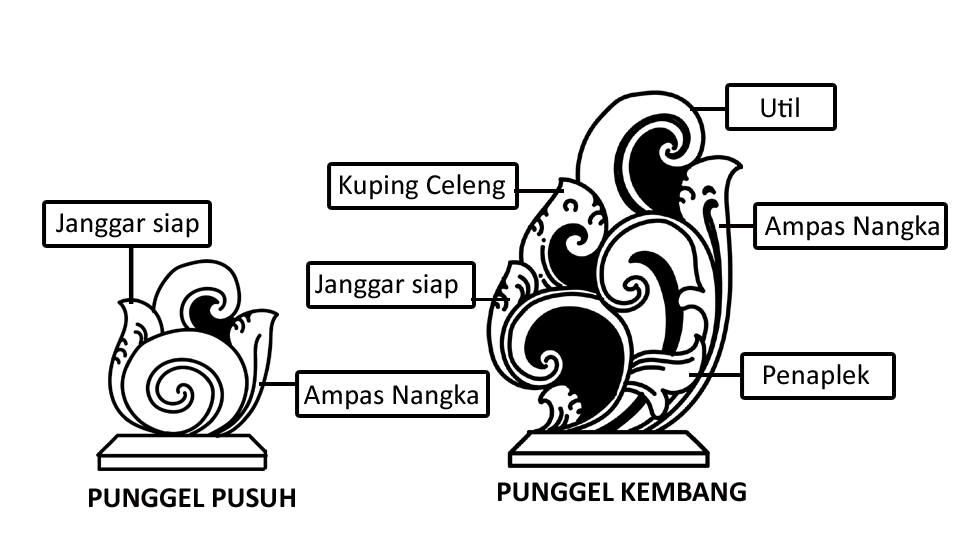 Janggar siap
Ampas Nangka
PUNGGEL PUSUH
Util
Kuping Celeng
Ampas Nangka
Janggar siap
Penaplek
PUNGGEL KEMBANG